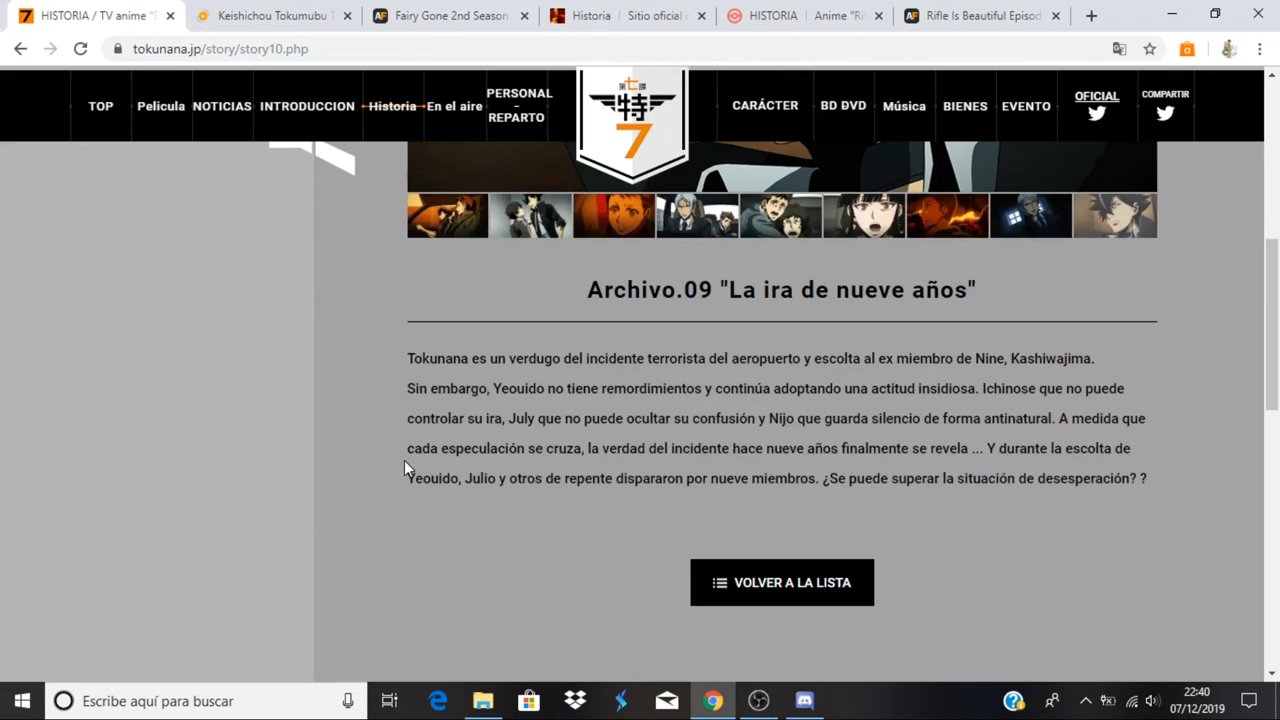 HISTORIA / TV anime "D
Keishichou Tokumubu T
Fairy Gone 2nd Season
Historia | Sitio oficial d
HISTORIA | Anime "Ri
Rifle Is Beautiful Episod
tokunana.jp/story/story10.php
TOP
Pelicula
NOTICIAS
INTRODUCCION
Historia
En el aire
PERSONAL - REPARTO
第七課
特
7
CARÁCTER
BD ĐVD
Música
BIENES
EVENTO
OFICIAL
COMPARTIR
Archivo.09 "La ira de nueve años"
Tokunana es un verdugo del incidente terrorista del aeropuerto y escolta al ex miembro de Nine, Kashiwajima.
Sin embargo, Yeouido no tiene remordimientos y continúa adoptando una actitud insidiosa. Ichinose que no puede
controlar su ira, July que no puede ocultar su confusión y Nijo que guarda silencio de forma antinatural. A medida que
cada especulación se cruza, la verdad del incidente hace nueve años finalmente se revela ... Y durante la escolta de
Yeouido, Julio y otros de repente dispararon por nueve miembros. ¿Se puede superar la situación de desesperación? ?
VOLVER A LA LISTA
Escribe aquí para buscar
22:40
07/12/2019